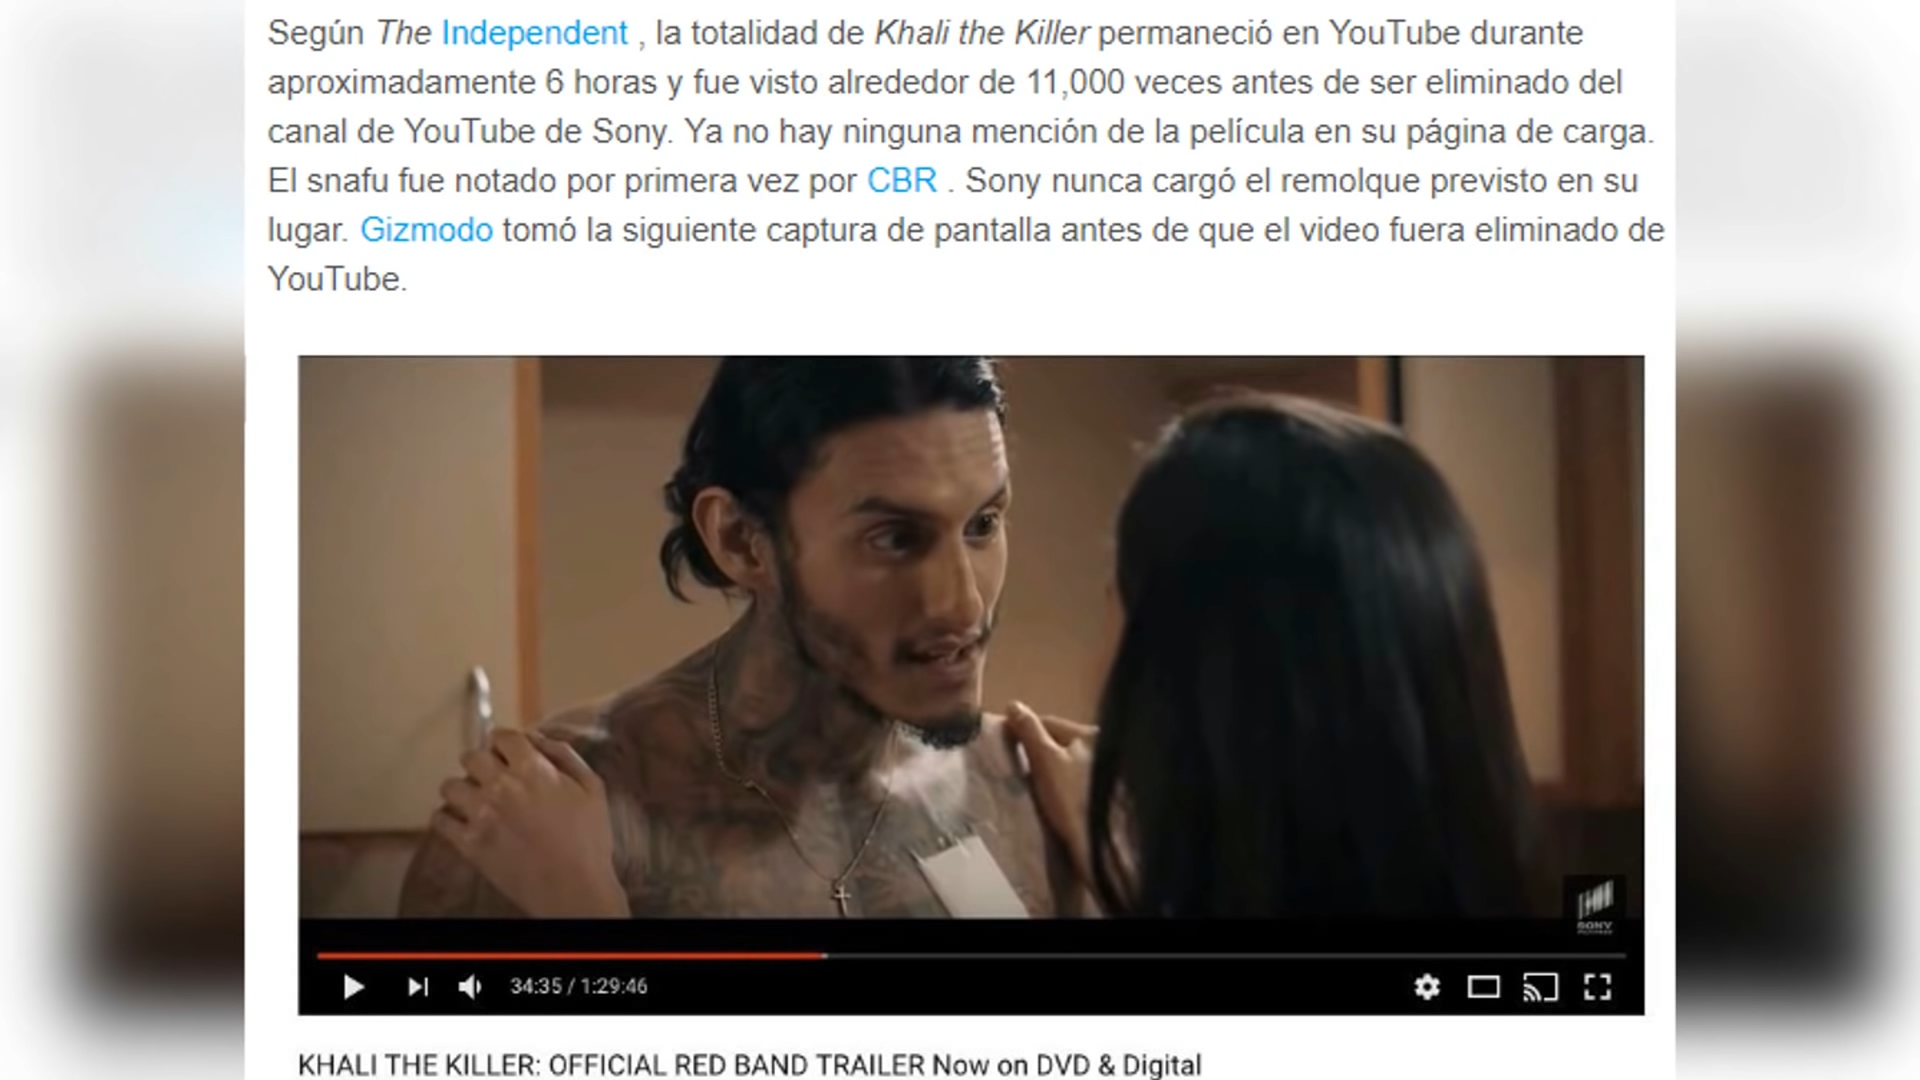 Según The Independent , la totalidad de Khali the Killer permaneció en YouTube durante
aproximadamente 6 horas y fue visto alrededor de 11,000 veces antes de ser eliminado del
canal de YouTube de Sony. Ya no hay ninguna mención de la película en su página de carga.
El snafu fue notado por primera vez por CBR . Sony nunca cargó el remolque previsto en su
lugar. Gizmodo tomó la siguiente captura de pantalla antes de que el video fuera eliminado de
YouTube.
SONY
PICTURES
34:35 / 1:29:46
KHALI THE KILLER: OFFICIAL RED BAND TRAILER Now on DVD & Digital